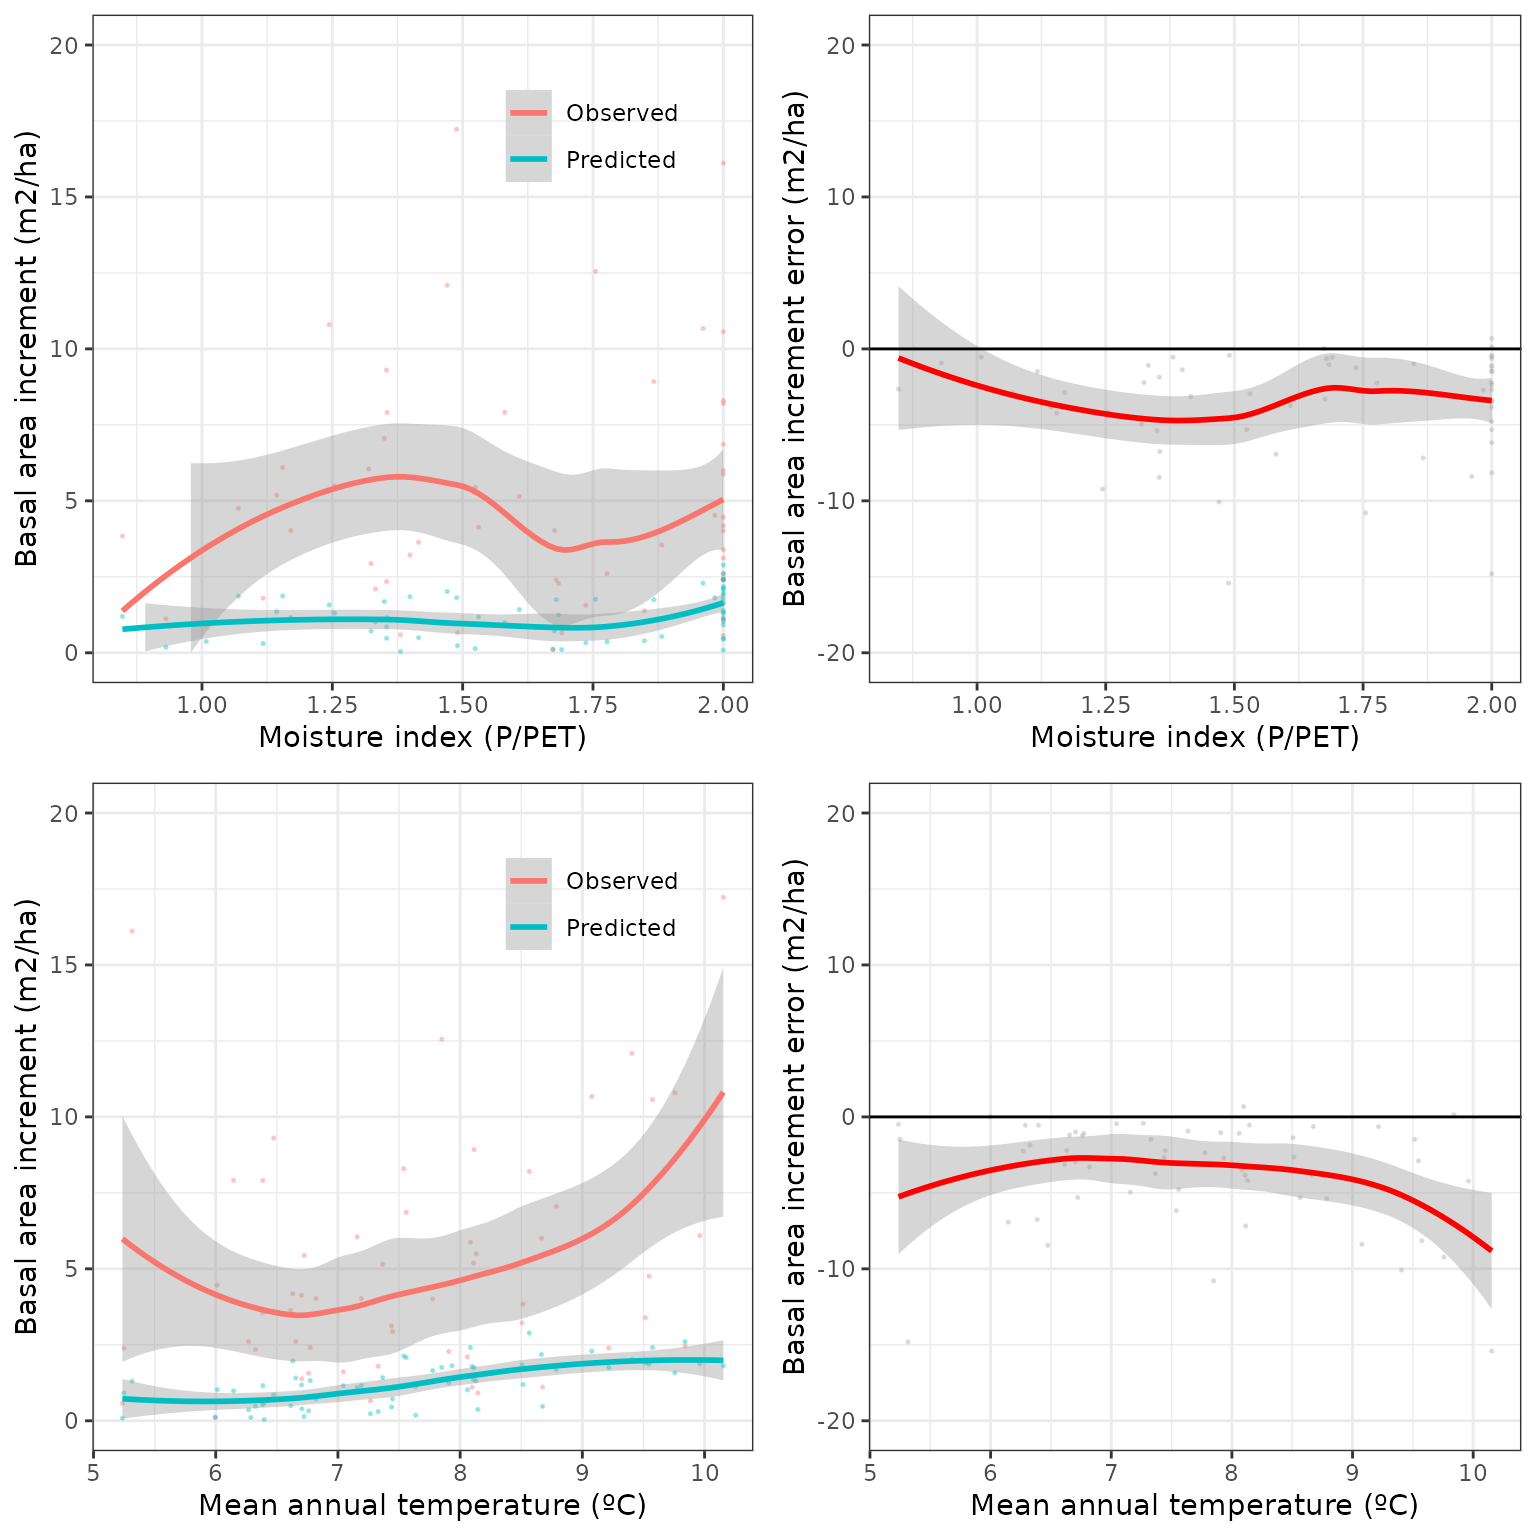 Basal area increment (m2/ha)
20
15
10
5
0
Observed
Predicted
1.00 1.25 1.50 1.75 2.00
Moisture index (P/PET)
Basal area increment error (m2/ha)
20
10
0
-10
-20
1.00 1.25 1.50 1.75 2.00
Moisture index (P/PET)
Basal area increment (m2/ha)
20
15
10
5
0
Observed
Predicted
5 6 7 8 9 10
Mean annual temperature (ºC)
Basal area increment error (m2/ha)
20
10
0
-10
-20
5 6 7 8 9 10
Mean annual temperature (ºC)